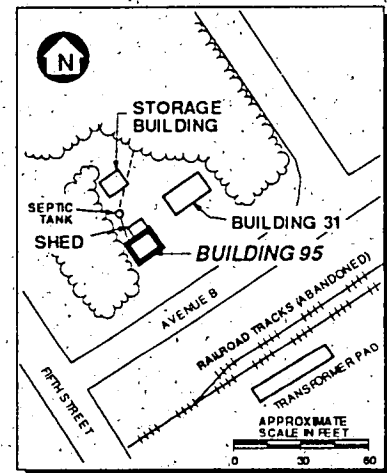 N
STORAGE
BUILDING
SEPTIC
TANK
SHED
BUILDING 31
BUILDING 95
AVENUE B
RAILROAD TRACKS (ABANDONED)
TRANSFORMER PAD
FIFTH STREET
APPROXIMATE
SCALE IN FEET
0 30 60